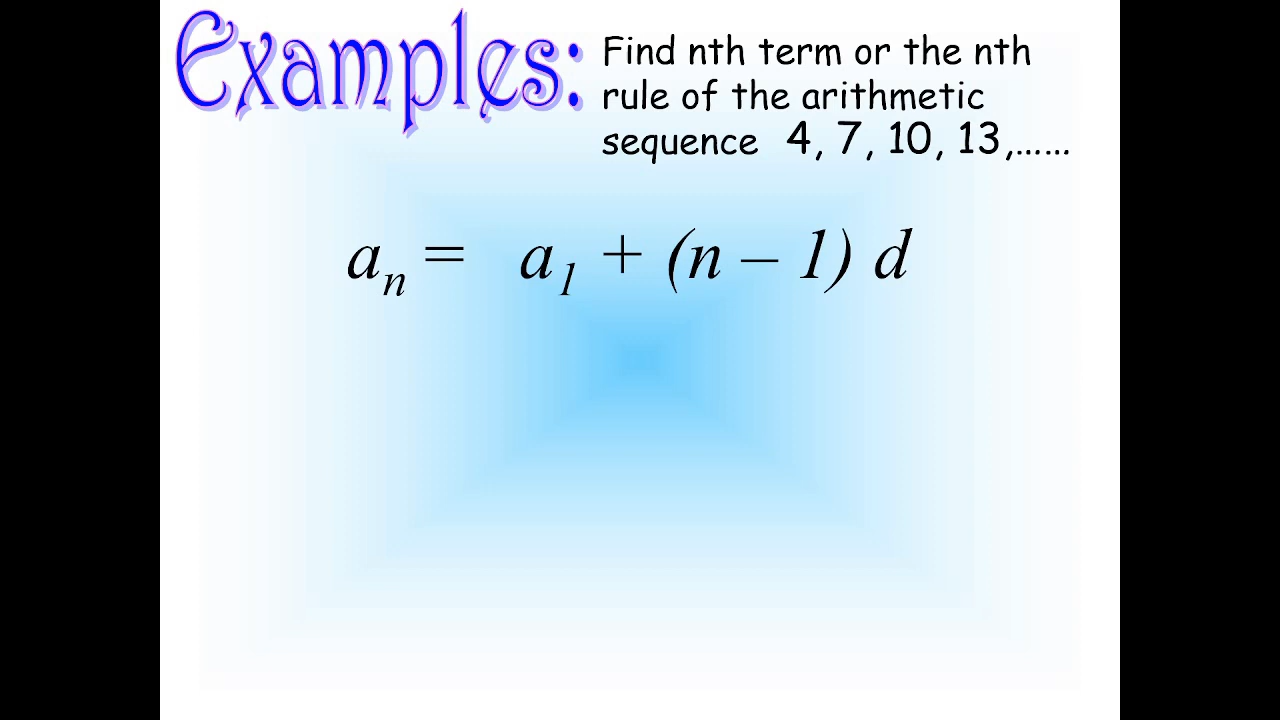 Examples:
Find nth term or the nth
rule of the arithmetic
sequence 4, 7, 10, 13,......
aₙ = a₁ + (n – 1) d